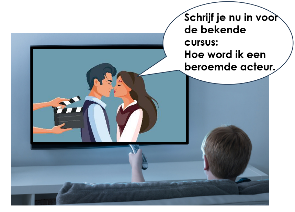 Schrijf je nu in voor
de bekende
cursus:
Hoe word ik een
beroemde acteur.